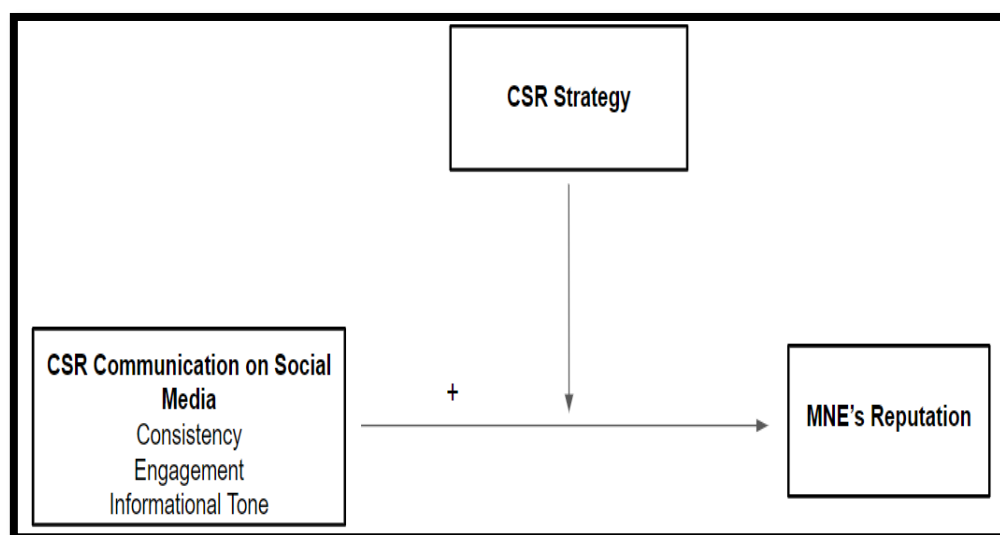 CSR Strategy
CSR Communication on Social
Media
Consistency
Engagement
Informational Tone
+
MNE's Reputation